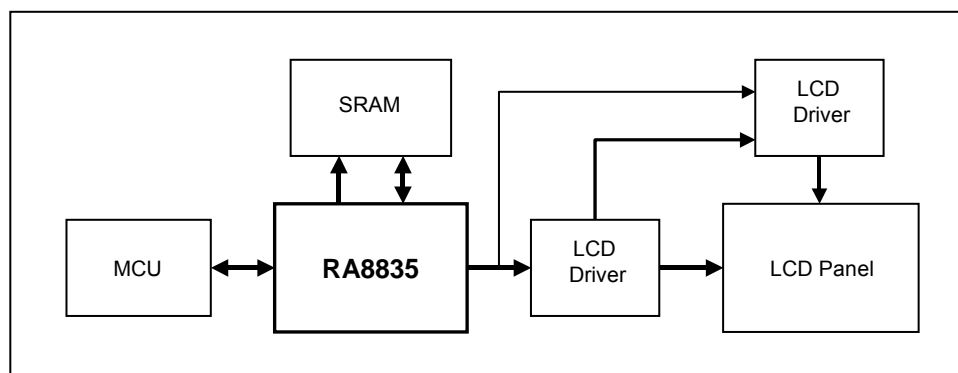 SRAM
LCD
Driver
MCU
RA8835
LCD
Driver
LCD Panel